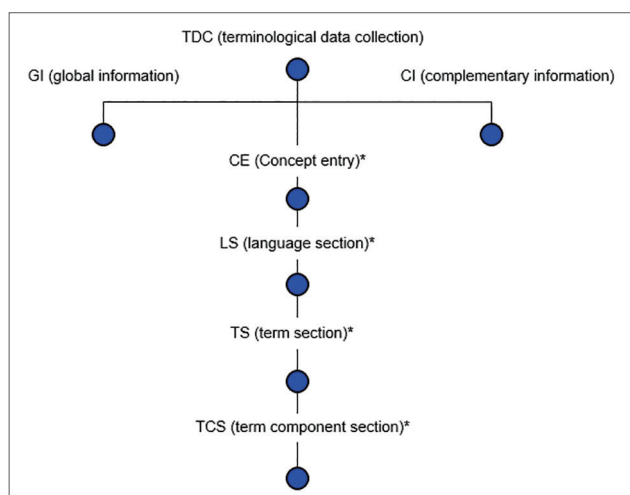 TDC (terminological data collection)
GI (global information)
CI (complementary information)
CE (Concept entry)*
LS (language section)*
TS (term section)*
TCS (term component section)*